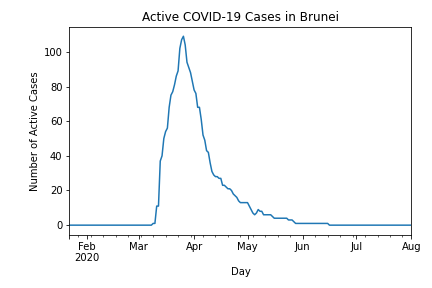 Active COVID-19 Cases in Brunei
Number of Active Cases
100
80
60
40
20
0
Feb Mar Apr May Jun Jul Aug
2020
Day